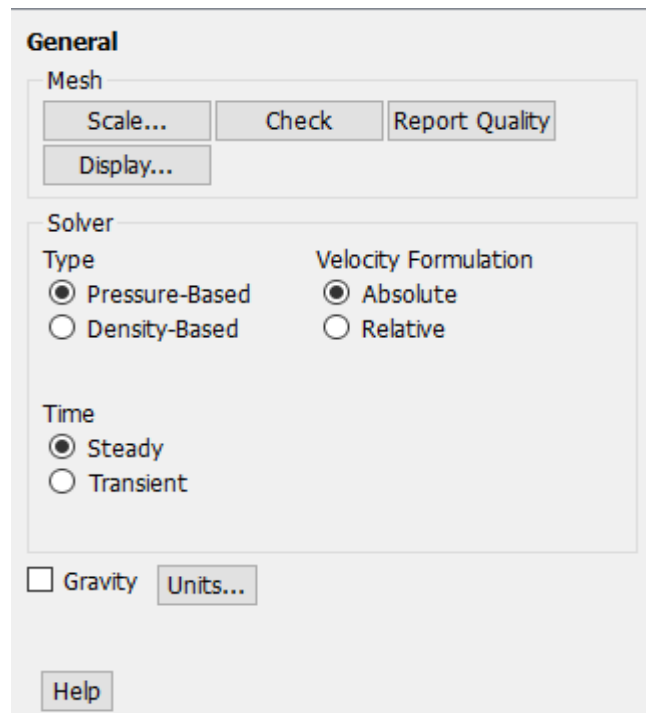 General
Mesh
Scale... Check Report Quality
Display...
Solver
Type Velocity Formulation
Pressure-Based Absolute
Density-Based Relative
Time
Steady
Transient
Gravity Units...
Help